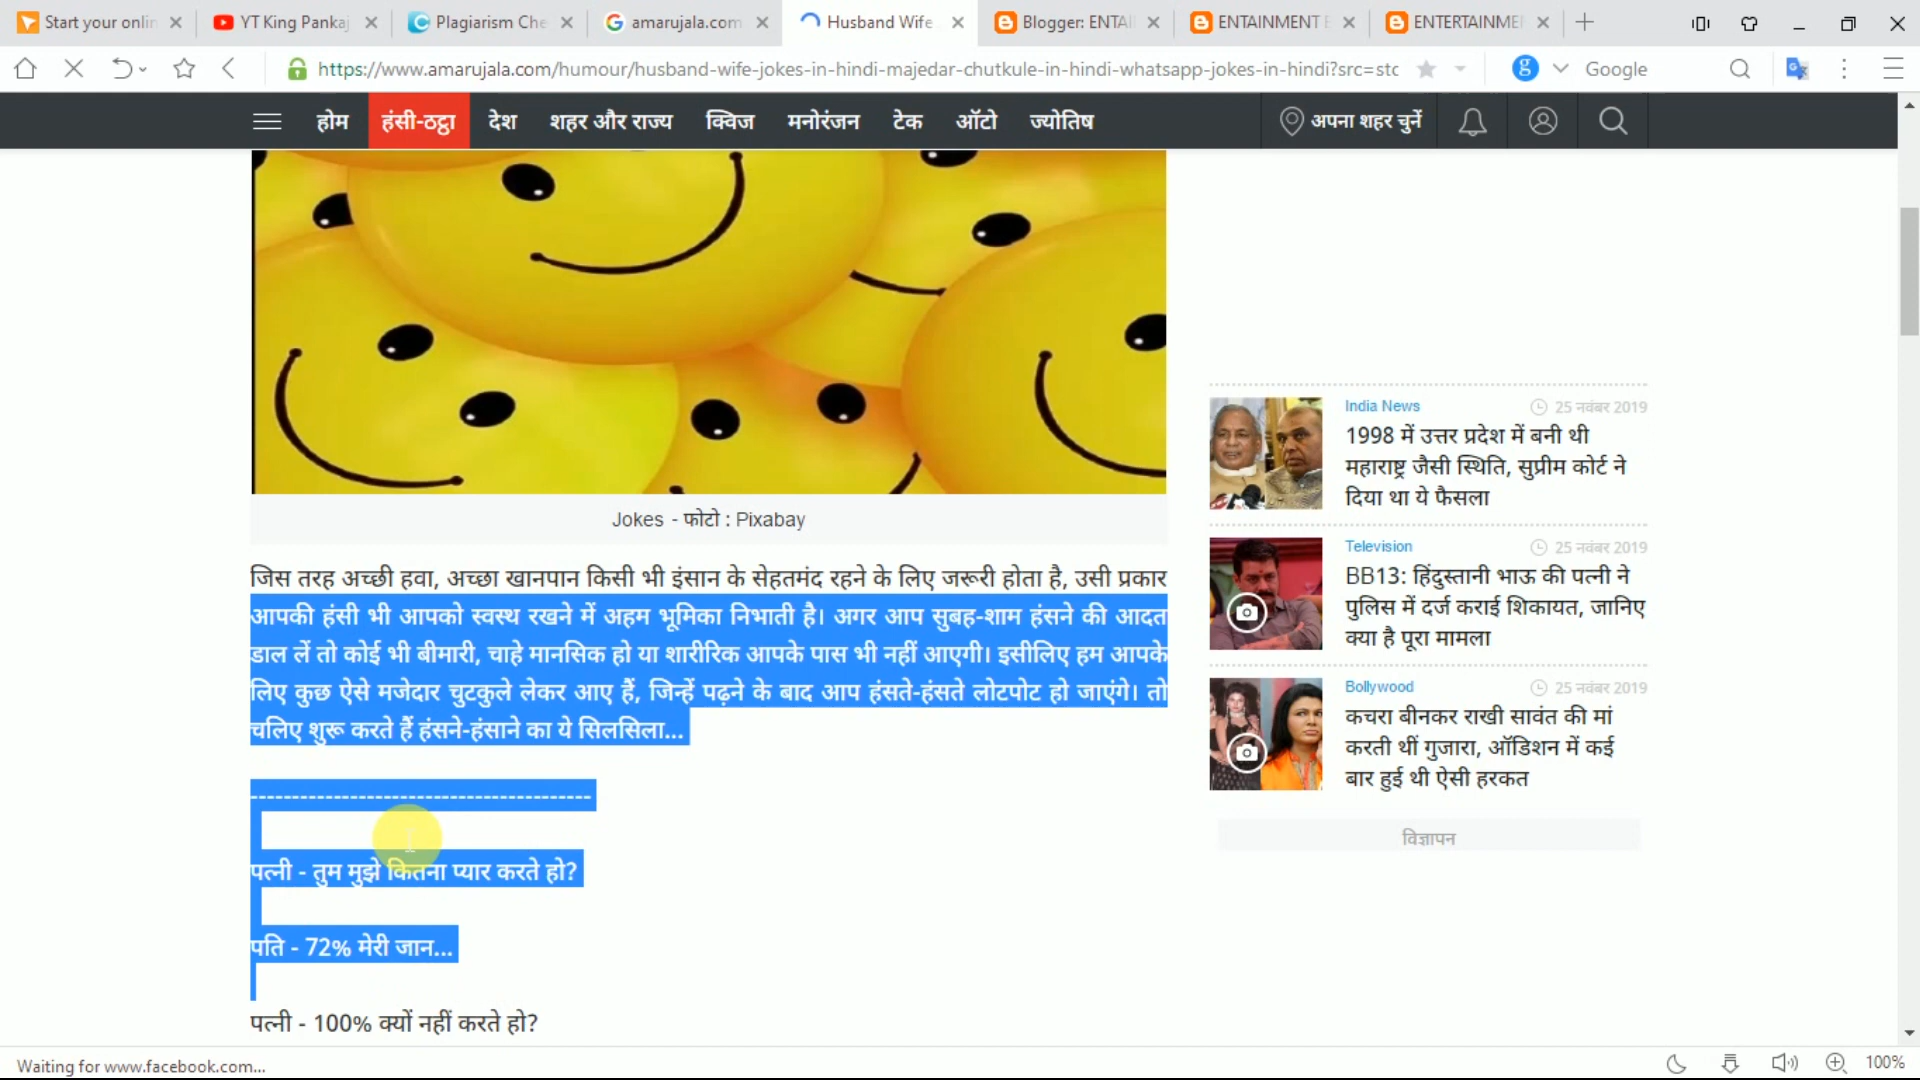 Start your onlin
YT King Pankaj
Plagiarism Che
amarujala.com
Husband Wife
Blogger: ENTAI
ENTAINMENT
ENTERTAINME
https://www.amarujala.com/humour/husband-wife-jokes-in-hindi-majedar-chutkule-in-hindi-whatsapp-jokes-in-hindi?src=stc
Google
होम
हंसी-ठट्ठा
देश
शहर और राज्य
क्विज
मनोरंजन
टेक
ऑटो
ज्योतिष
अपना शहर चुनें
Jokes - फोटो : Pixabay
जिस तरह अच्छी हवा, अच्छा खानपान किसी भी इंसान के सेहतमंद रहने के लिए जरूरी होता है, उसी प्रकार
आपकी हंसी भी आपको स्वस्थ रखने में अहम भूमिका निभाती है। अगर आप सुबह-शाम हंसने की आदत
डाल लें तो कोई भी बीमारी, चाहे मानसिक हो या शारीरिक आपके पास भी नहीं आएगी। इसीलिए हम आपके
लिए कुछ ऐसे मजेदार चुटकुले लेकर आए हैं, जिन्हें पढ़ने के बाद आप हंसते-हंसते लोटपोट हो जाएंगे। तो
चलिए शुरू करते हैं हंसने-हंसाने का ये सिलसिला...
-----------------------------------------
पत्नी - तुम मुझे कितना प्यार करते हो?
पति - 72% मेरी जान...
पत्नी - 100% क्यों नहीं करते हो?
India News
25 नवंबर 2019
1998 में उत्तर प्रदेश में बनी थी
महाराष्ट्र जैसी स्थिति, सुप्रीम कोर्ट ने
दिया था ये फैसला
Television
25 नवंबर 2019
BB13: हिंदुस्तानी भाऊ की पत्नी ने
पुलिस में दर्ज कराई शिकायत, जानिए
क्या है पूरा मामला
Bollywood
25 नवंबर 2019
कचरा बीनकर राखी सावंत की मां
करती थीं गुजारा, ऑडिशन में कई
बार हुई थी ऐसी हरकत
विज्ञापन
Waiting for www.facebook.com...
100%